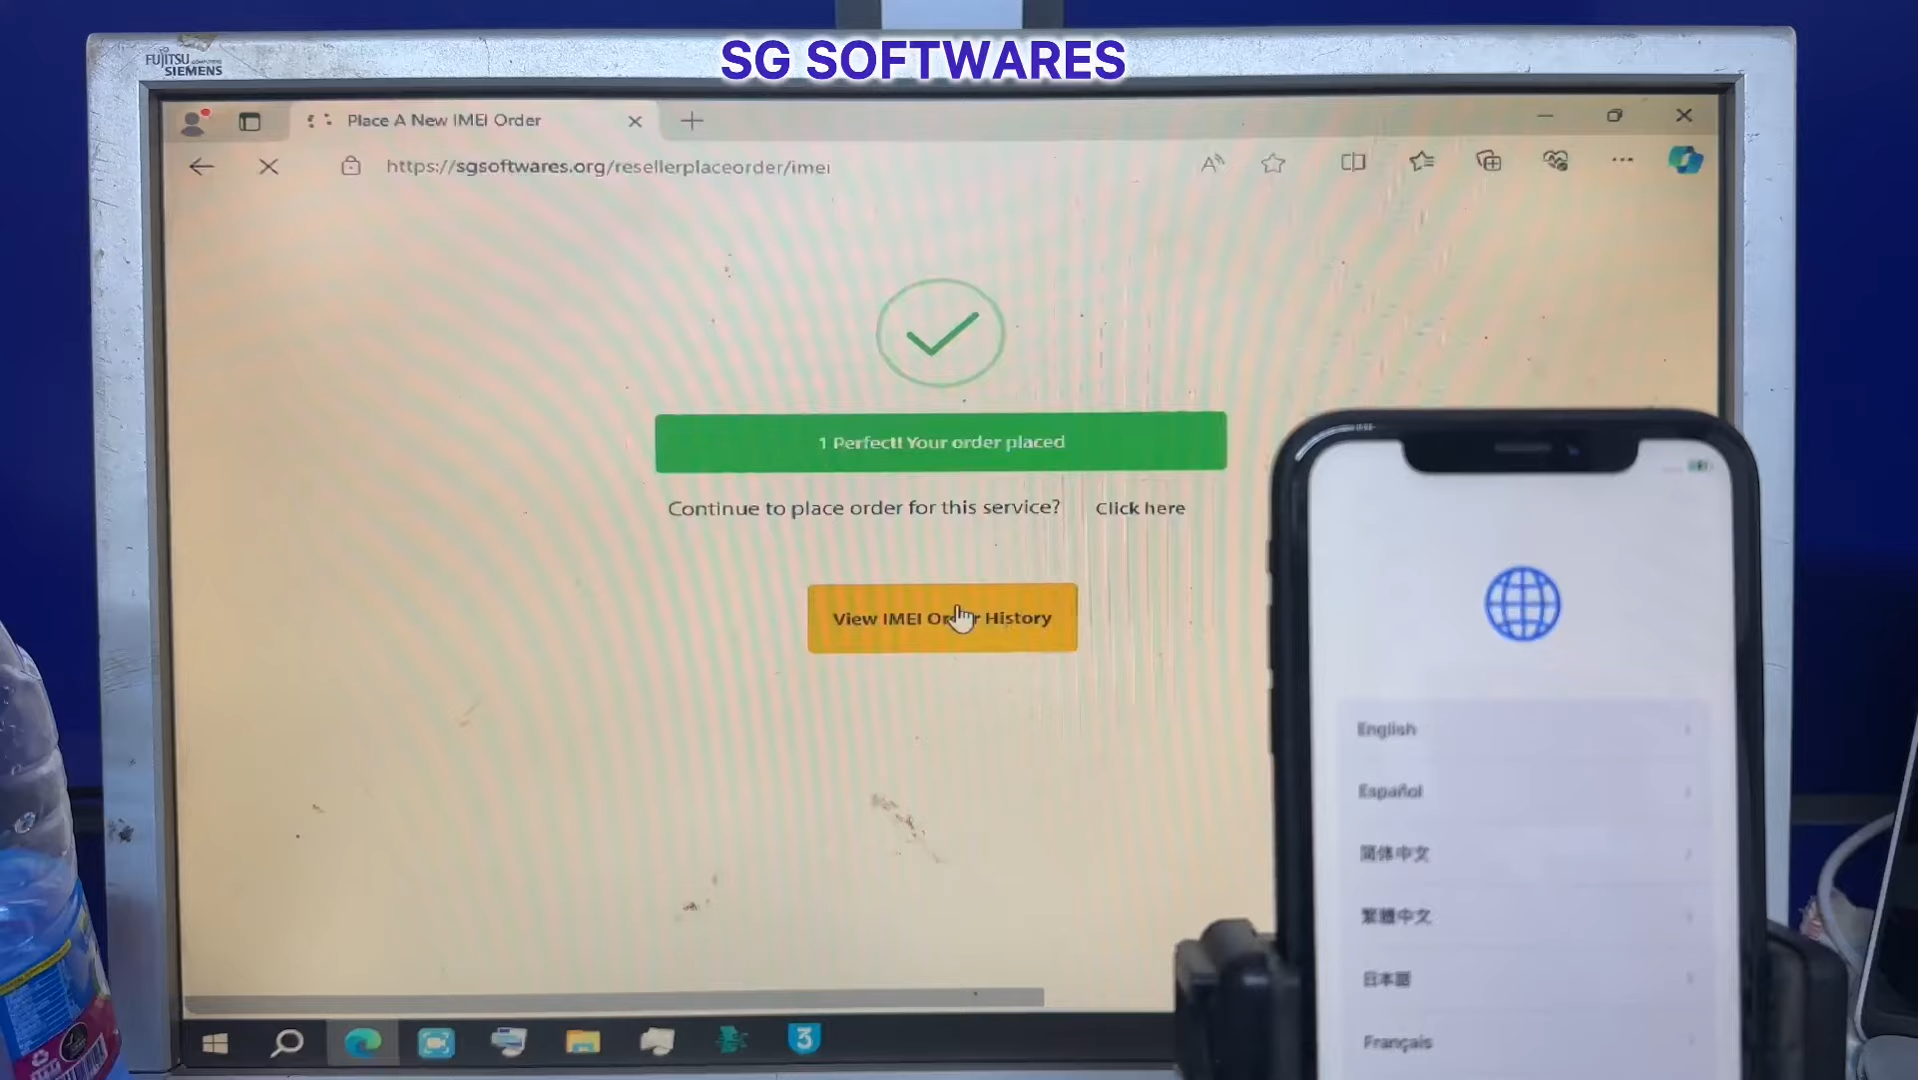 SG SOFTWARES
FUJITSU
SIEMENS
Place A New IMEI Order
https://sgsoftwares.org/resellerplaceorder/imei
1 Perfect! Your order placed
Continue to place order for this service? Click here
View IMEI Order History
English
Español
简体中文
繁體中文
日本語
Français
3